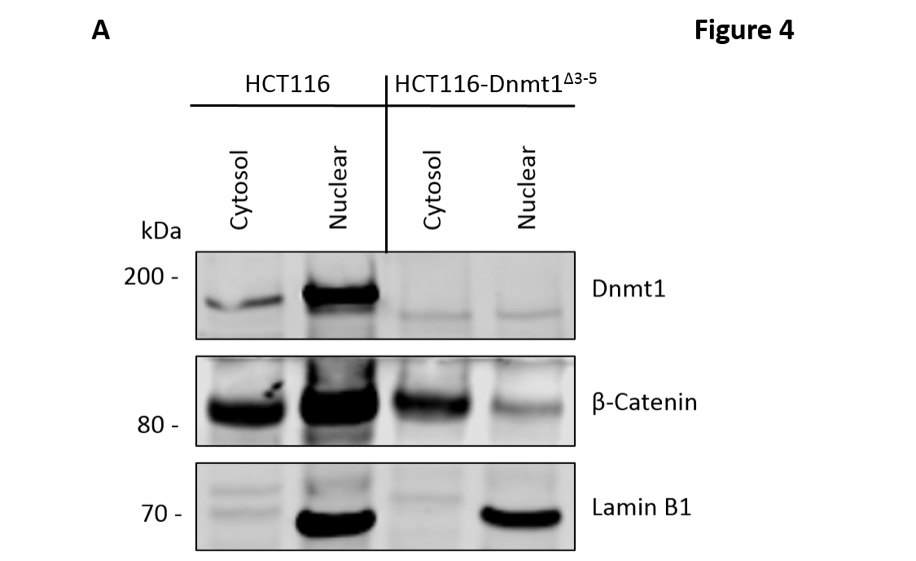 A
Figure 4
HCT116
HCT116-Dnmt1Δ3-5
Cytosol
Nuclear
Cytosol
Nuclear
kDa
200 -
Dnmt1
β-Catenin
80 -
70 -
Lamin B1